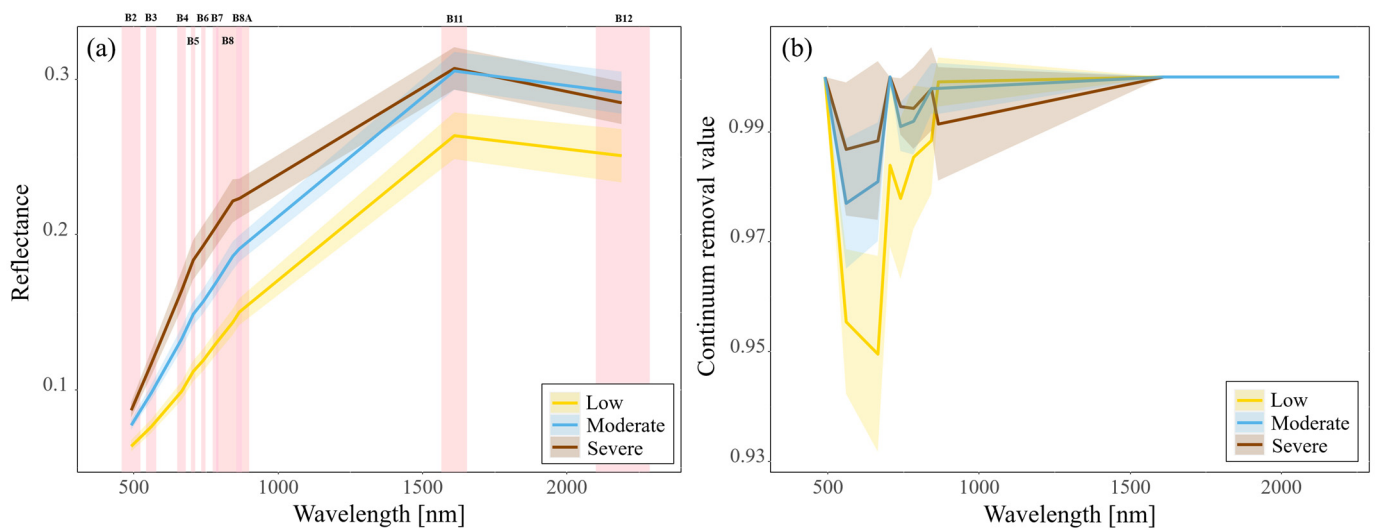 B2 B3 B4 B6 B7 B8A B11 B12
B5 B8
(a)
0.3
0.2
0.1
Reflectance
Low
Moderate
Severe
500 1000 1500 2000
Wavelength [nm]
(b)
0.99
0.97
0.95
0.93
Continuum removal value
Low
Moderate
Severe
500 1000 1500 2000
Wavelength [nm]